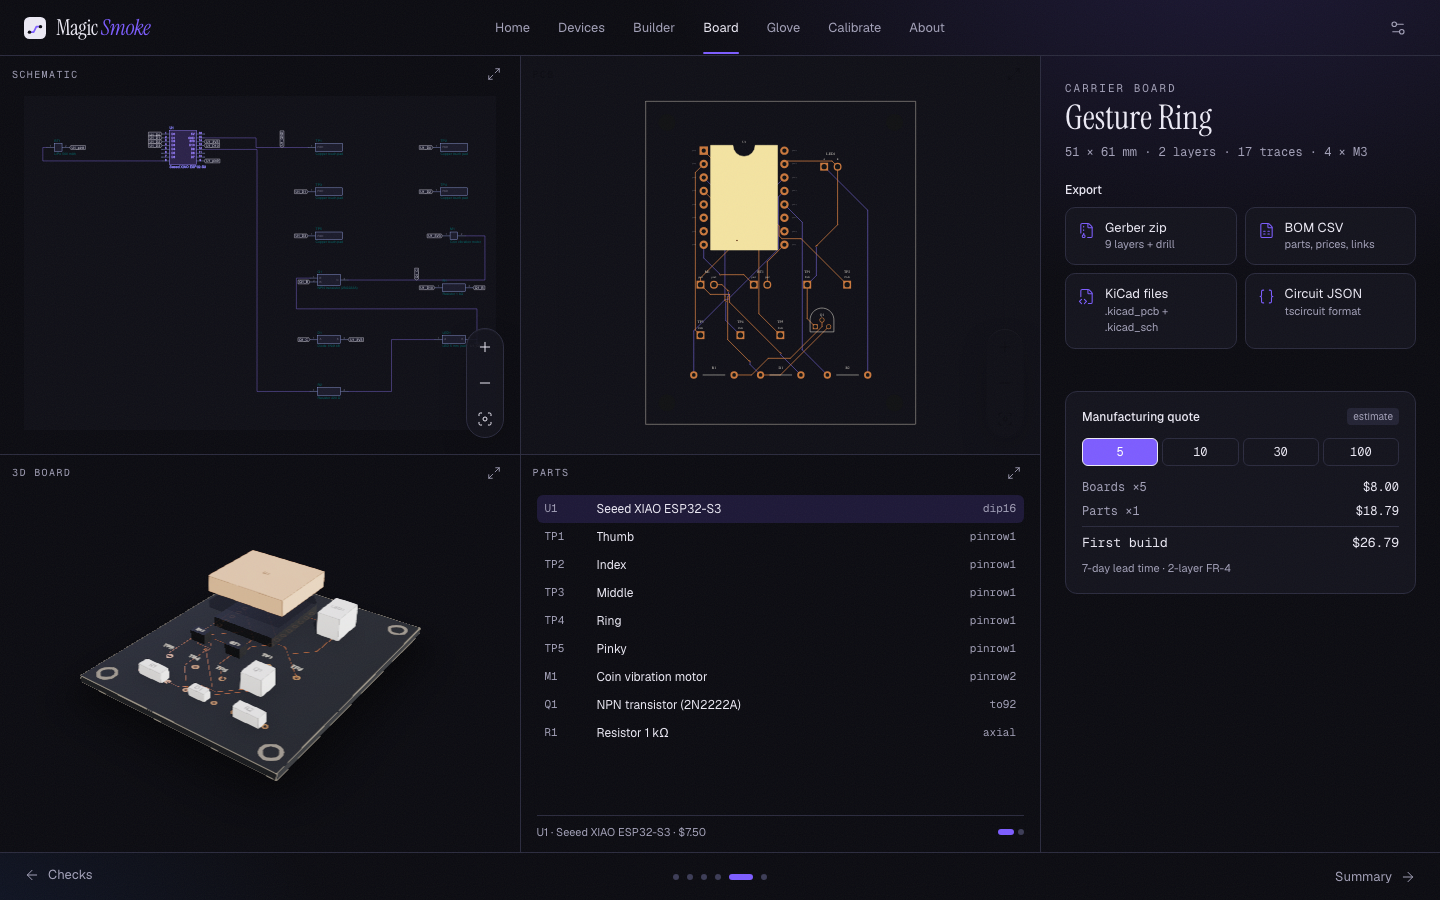 Magic Smoke
Home
Devices
Builder
Board
Glove
Calibrate
About
SCHEMATIC
CARRIER BOARD
Gesture Ring
51 × 61 mm · 2 layers · 17 traces · 4 × M3
Export
Gerber zip
9 layers + drill
BOM CSV
parts, prices, links
KiCad files
.kicad_pcb +
.kicad_sch
Circuit JSON
tscircuit format
Manufacturing quote
estimate
5
10
30
100
Boards ×5
$8.00
Parts ×1
$18.79
First build
$26.79
7-day lead time · 2-layer FR-4
3D BOARD
PARTS
U1 Seeed XIAO ESP32-S3 dip16
TP1 Thumb pinrow1
TP2 Index pinrow1
TP3 Middle pinrow1
TP4 Ring pinrow1
TP5 Pinky pinrow1
M1 Coin vibration motor pinrow2
Q1 NPN transistor (2N2222A) to92
R1 Resistor 1 kΩ axial
U1 · Seeed XIAO ESP32-S3 · $7.50
Checks
Summary